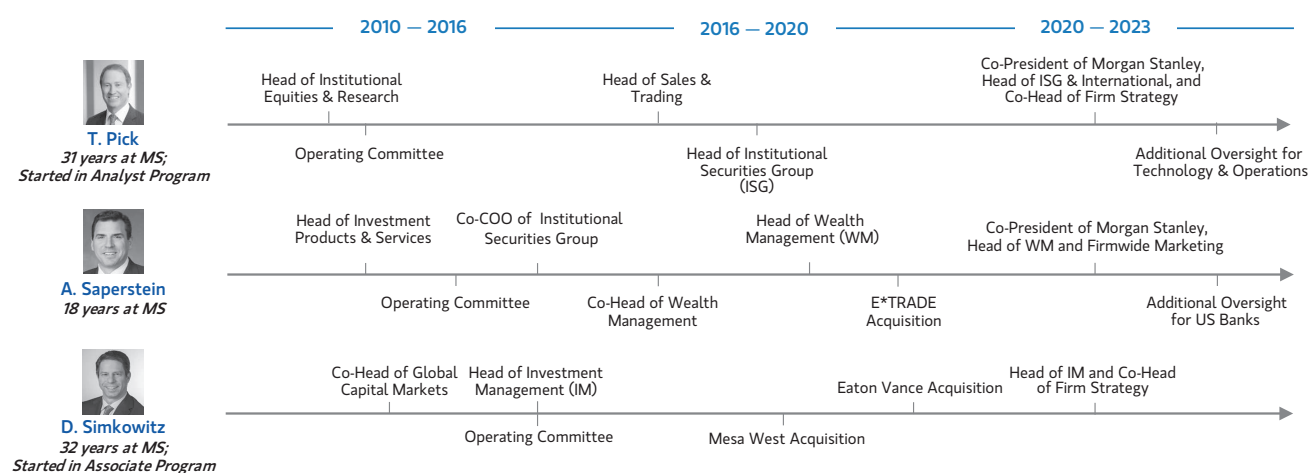 2010 — 2016
2016 — 2020
2020 — 2023
Head of Institutional
Equities & Research
Head of Sales &
Trading
Co-President of Morgan Stanley,
Head of ISG & International, and
Co-Head of Firm Strategy
T. Pick
31 years at MS;
Started in Analyst Program
Operating Committee
Head of Institutional
Securities Group
(ISG)
Additional Oversight for
Technology & Operations
Head of Investment
Products & Services
Co-COO of Institutional
Securities Group
Head of Wealth
Management (WM)
Co-President of Morgan Stanley,
Head of WM and Firmwide Marketing
A. Saperstein
18 years at MS
Operating Committee
Co-Head of Wealth
Management
E*TRADE
Acquisition
Additional Oversight
for US Banks
Co-Head of Global
Capital Markets
Head of Investment
Management (IM)
Eaton Vance Acquisition
Head of IM and Co-Head
of Firm Strategy
D. Simkowitz
32 years at MS;
Started in Associate Program
Operating Committee
Mesa West Acquisition